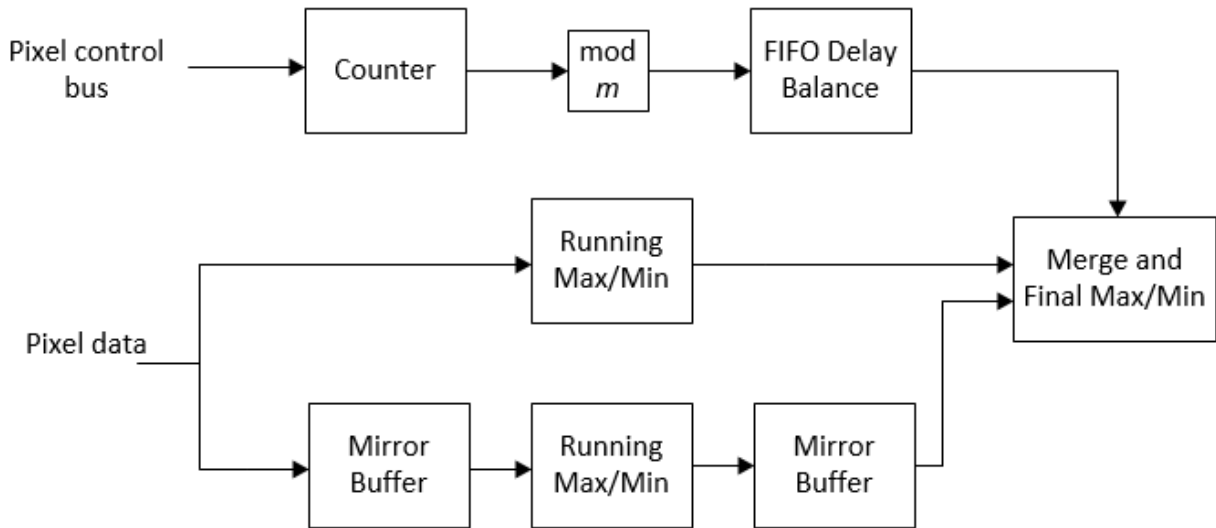 Pixel control
bus
Counter
mod
m
FIFO Delay
Balance
Running
Max/Min
Merge and
Final Max/Min
Pixel data
Mirror
Buffer
Running
Max/Min
Mirror
Buffer